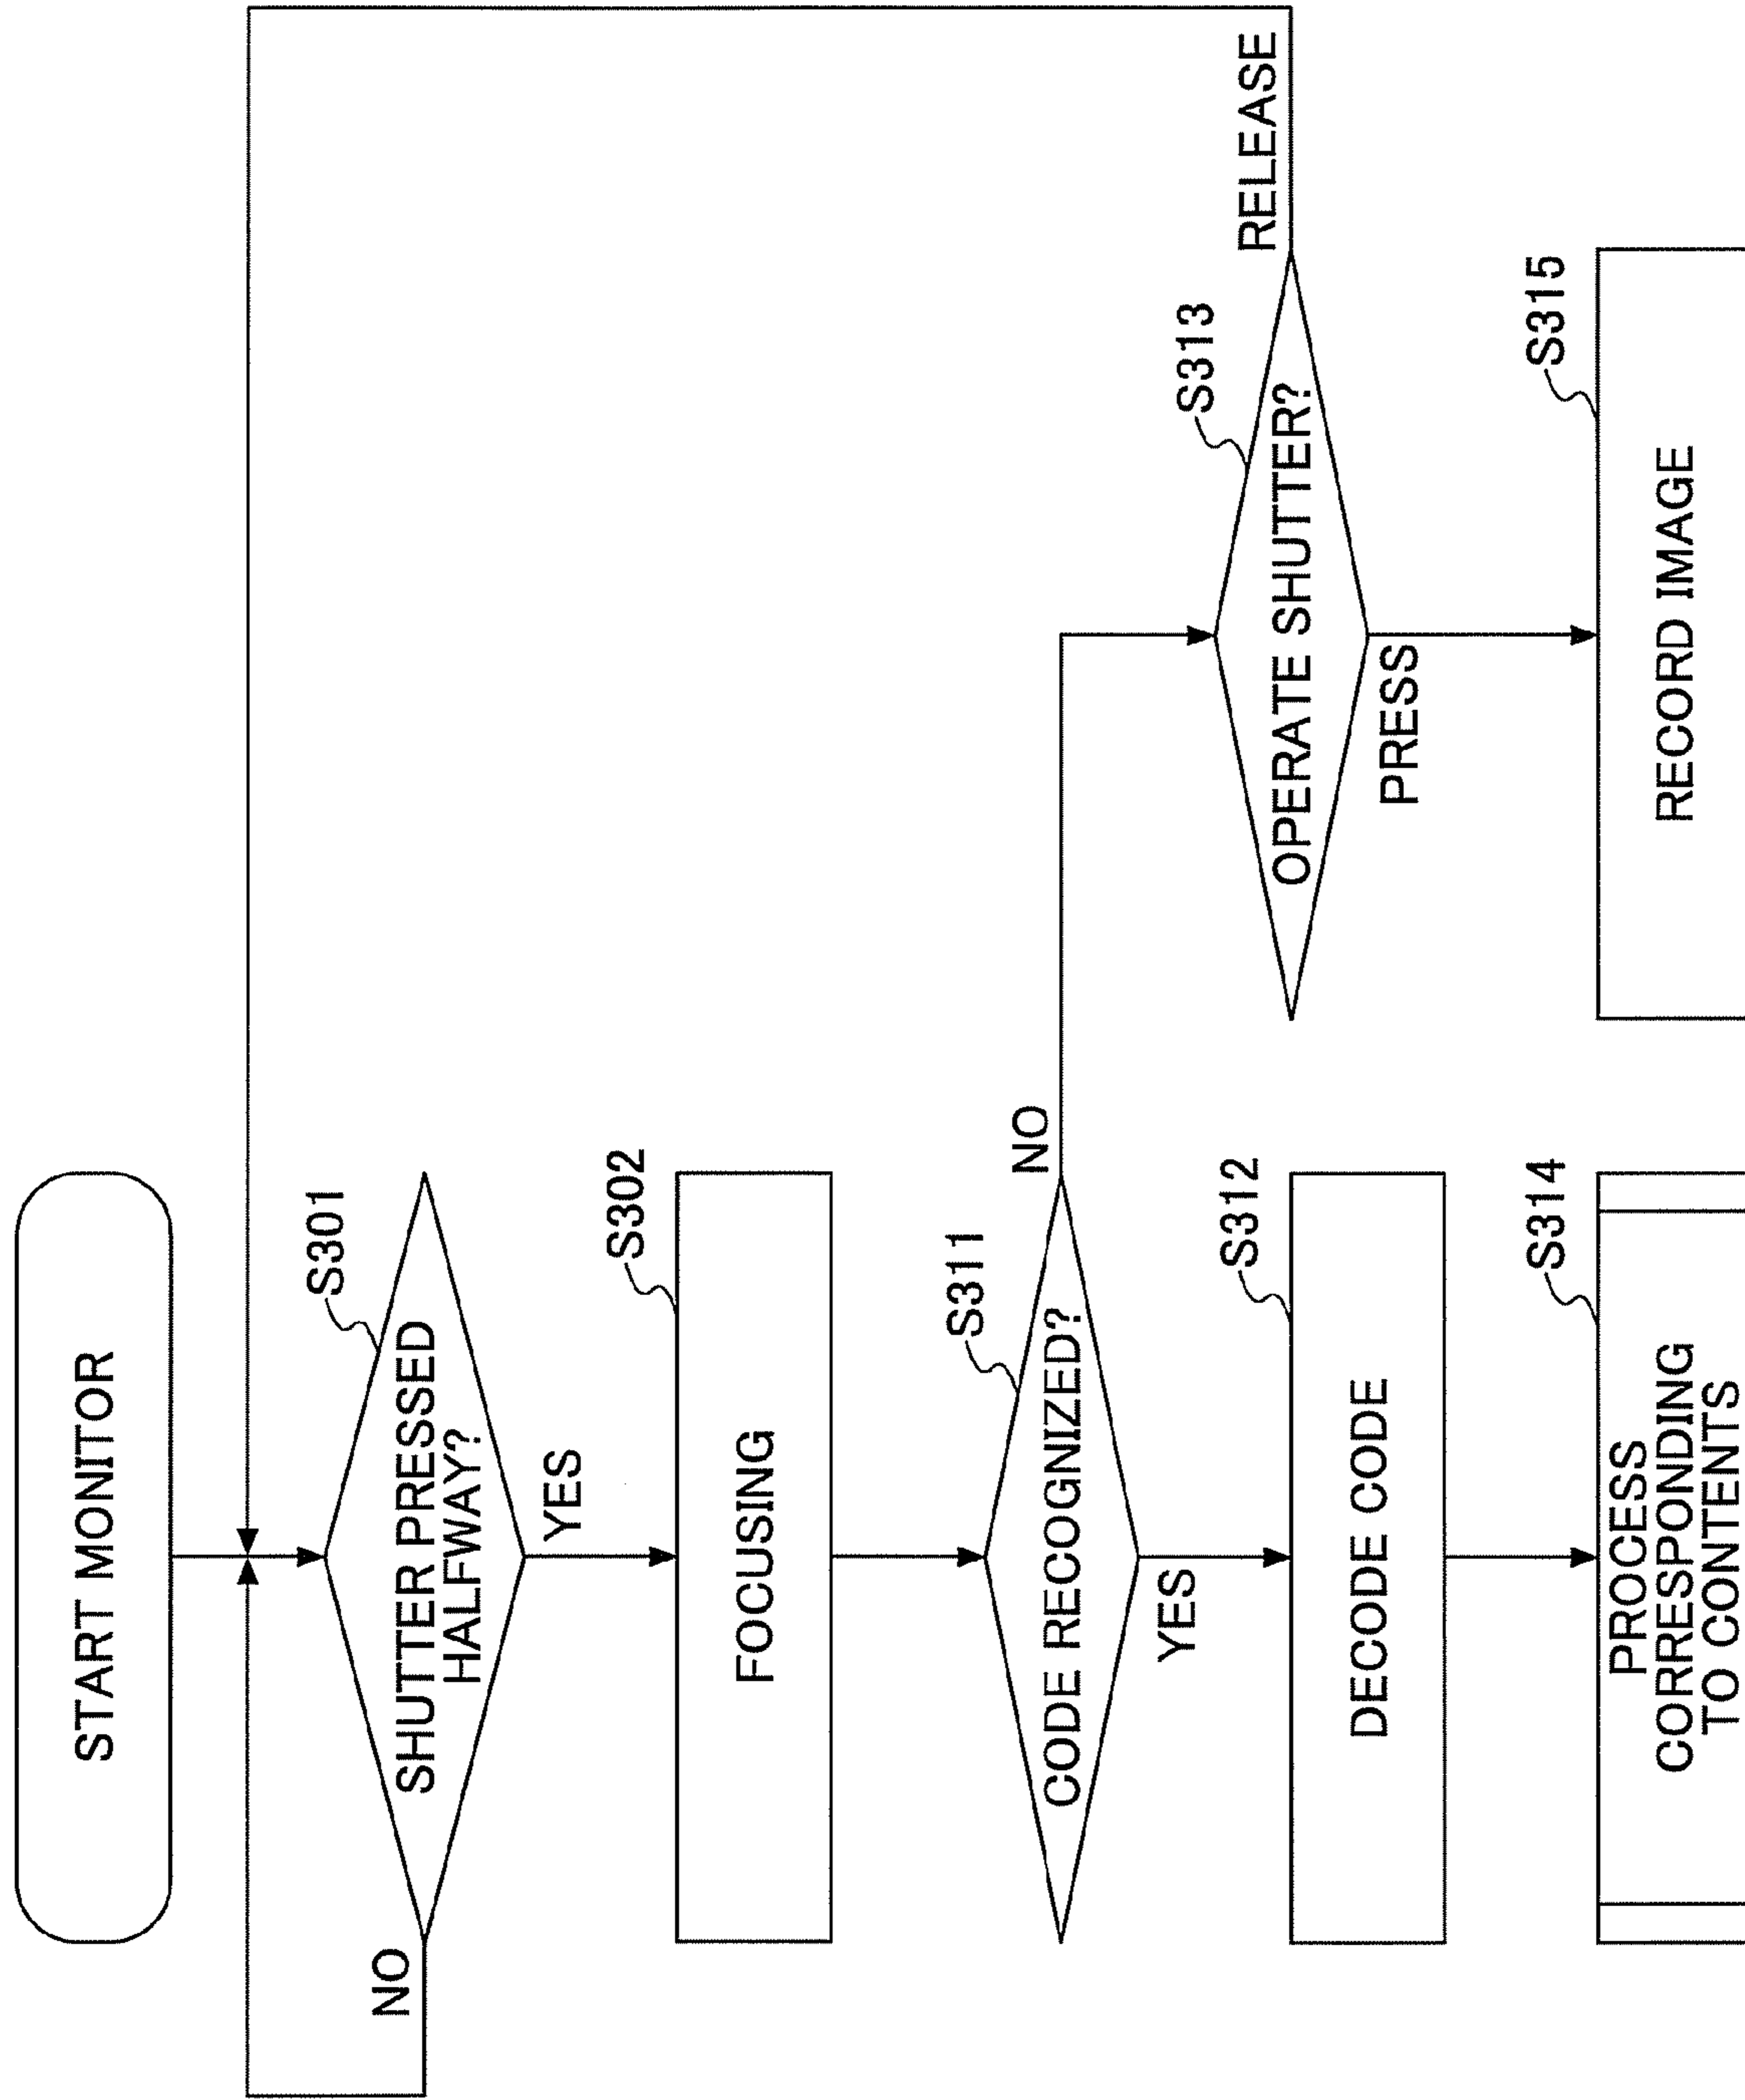 START MONITOR
S301
SHUTTER PRESSED
HALFWAY?
NO
YES
S302
FOCUSING
S311
CODE RECOGNIZED?
NO
YES
S312
DECODE CODE
S313
OPERATE SHUTTER?
RELEASE
PRESS
S314
PROCESS
CORRESPONDING
TO CONTENTS
S315
RECORD IMAGE